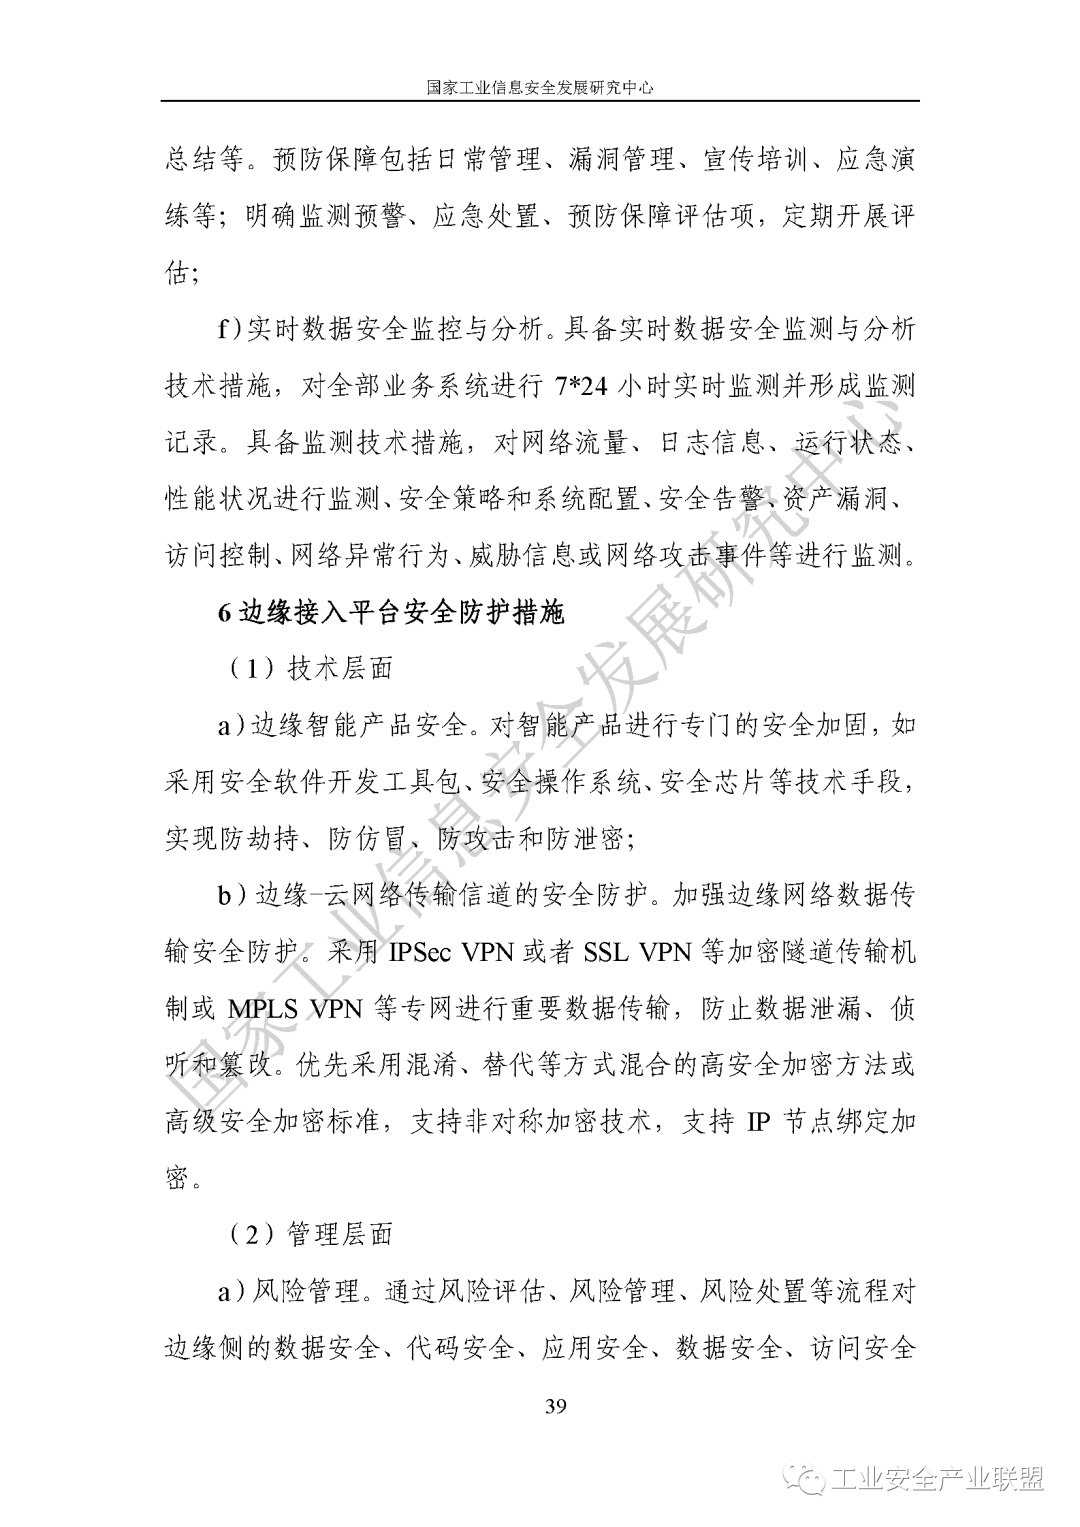 国家工业信息安全发展研究中心
总结等。预防保障包括日常管理、漏洞管理、宣传培训、应急演
练等；明确监测预警、应急处置、预防保障评估项，定期开展评
估；
f）实时数据安全监控与分析。具备实时数据安全监测与分析
技术措施，对全部业务系统进行 7*24 小时实时监测并形成监测
记录。具备监测技术措施，对网络流量、日志信息、运行状态、
性能状况进行监测、安全策略和系统配置、安全告警、资产漏洞、
访问控制、网络异常行为、威胁信息或网络攻击事件等进行监测。
6 边缘接入平台安全防护措施
（1）技术层面
a）边缘智能产品安全。对智能产品进行专门的安全加固，如
采用安全软件开发工具包、安全操作系统、安全芯片等技术手段，
实现防劫持、防仿冒、防攻击和防泄密；
b）边缘-云网络传输信道的安全防护。加强边缘网络数据传
输安全防护。采用 IPSec VPN 或者 SSL VPN 等加密隧道传输机
制或 MPLS VPN 等专网进行重要数据传输，防止数据泄漏、侦
听和篡改。优先采用混淆、替代等方式混合的高安全加密方法或
高级安全加密标准，支持非对称加密技术，支持 IP 节点绑定加
密。
（2）管理层面
a）风险管理。通过风险评估、风险管理、风险处置等流程对
边缘侧的数据安全、代码安全、应用安全、数据安全、访问安全
39
国家工业信息安全发展研究中心
工业安全产业联盟